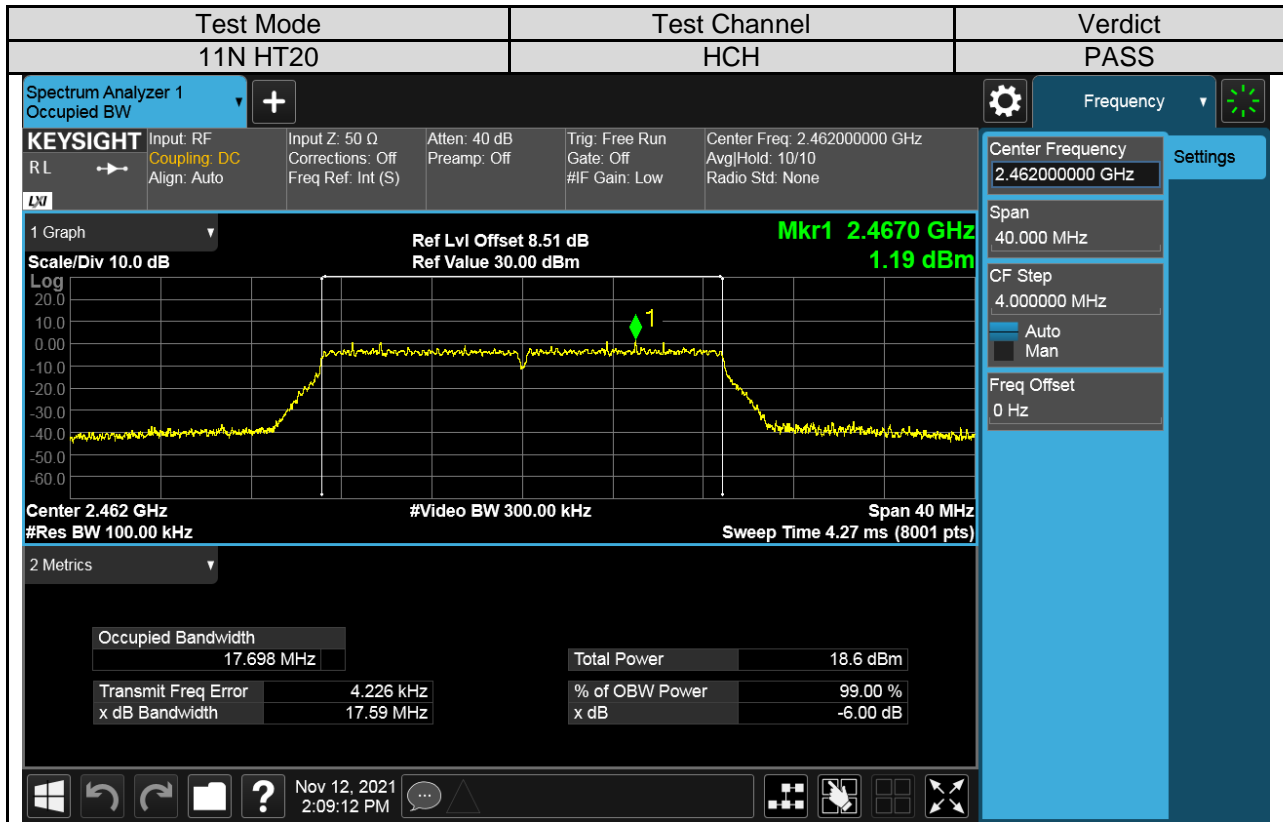 Test Mode Test Channel Verdict
11N HT20 HCH PASS
Spectrum Analyzer 1
Occupied BW
+
Frequency
KEYSIGHT Input: RF Input Z: 50 Ω Atten: 40 dB Trig: Free Run Center Freq: 2.462000000 GHz
RL Coupling: DC Corrections: Off Preamp: Off Gate: Off Avg|Hold: 10/10
Align: Auto Freq Ref: Int (S) #IF Gain: Low Radio Std: None
LXI
Center Frequency
2.462000000 GHz
Settings
Span
40.000 MHz
CF Step
4.000000 MHz
Auto
Man
Freq Offset
0 Hz
1 Graph Ref Lvl Offset 8.51 dB Mkr1 2.4670 GHz
Scale/Div 10.0 dB Ref Value 30.00 dBm 1.19 dBm
Log
20.0
10.0
0.00
-10.0
-20.0
-30.0
-40.0
-50.0
-60.0
1
Center 2.462 GHz #Video BW 300.00 kHz Span 40 MHz
#Res BW 100.00 kHz Sweep Time 4.27 ms (8001 pts)
2 Metrics
Occupied Bandwidth
17.698 MHz Total Power 18.6 dBm
Transmit Freq Error 4.226 kHz % of OBW Power 99.00 %
x dB Bandwidth 17.59 MHz x dB -6.00 dB
?
Nov 12, 2021
2:09:12 PM